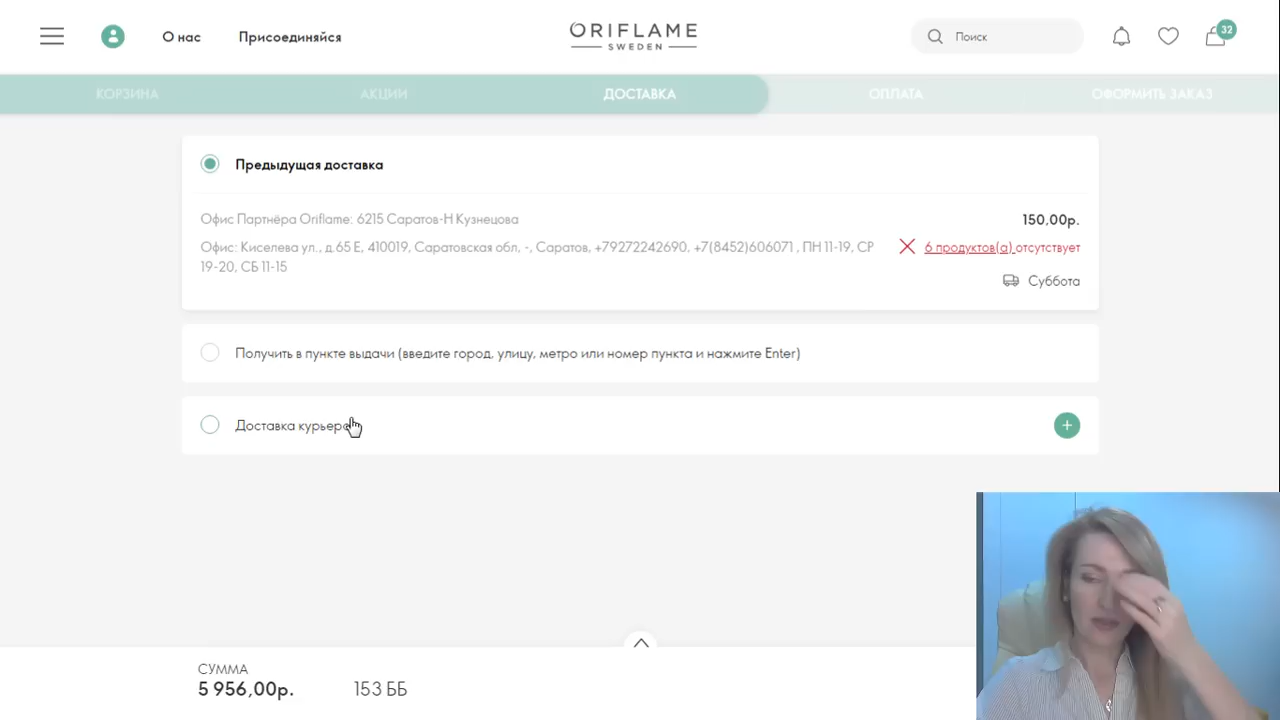 О нас
Присоединяйся
ORIFLAME
SWEDEN
Поиск
32
КОРЗИНА
АКЦИИ
ДОСТАВКА
ОПЛАТА
ОФОРМИТЬ ЗАКАЗ
Предыдущая доставка
Офис Партнёра Oriflame: 6215 Саратов-Н Кузнецова
150,00р.
Офис: Киселева ул., д.65 Е, 410019, Саратовская обл, -, Саратов, +79272242690, +7(8452)606071 , ПН 11-19, СР
19-20, СБ 11-15
6 продуктов(а) отсутствует
Суббота
Получить в пункте выдачи (введите город, улицу, метро или номер пункта и нажмите Enter)
Доставка курьеро
СУММА
5 956,00р.
153 ББ